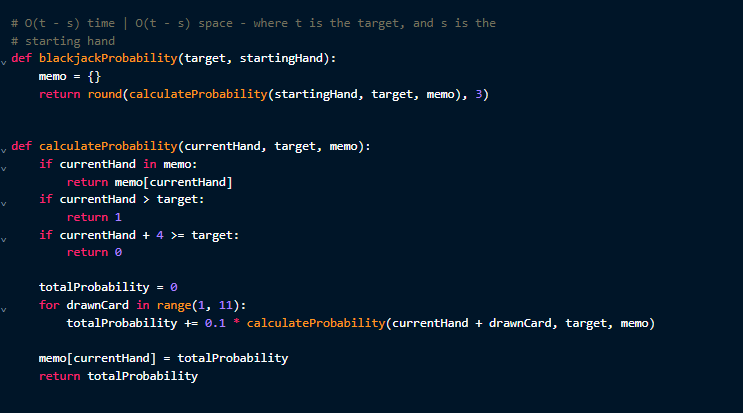 # O(t - s) time | O(t - s) space - where t is the target, and s is the
# starting hand
def blackjackProbability(target, startingHand):
    memo = {}
    return round(calculateProbability(startingHand, target, memo), 3)
def calculateProbability(currentHand, target, memo):
    if currentHand in memo:
        return memo[currentHand]
    if currentHand > target:
        return 1
    if currentHand + 4 >= target:
        return 0
    totalProbability = 0
    for drawnCard in range(1, 11):
        totalProbability += 0.1 * calculateProbability(currentHand + drawnCard, target, memo)
    memo[currentHand] = totalProbability
    return totalProbability